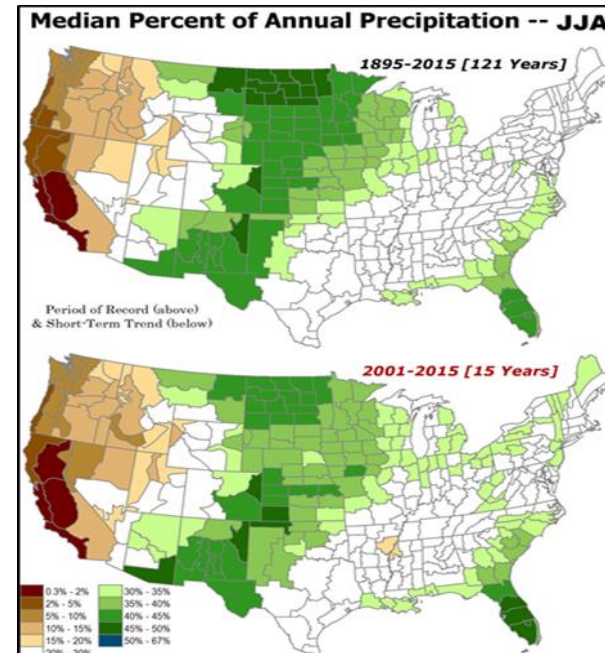 Median Percent of Annual Precipitation -- JJA
1895-2015 [121 Years]
Period of Record (above)
& Short-Term Trend (below)
2001-2015 [15 Years]
0.3% - 2%
2% - 5%
5% - 10%
10% - 15%
15% - 20%
20% - 30%
30% - 35%
35% - 40%
40% - 45%
45% - 50%
50% - 67%